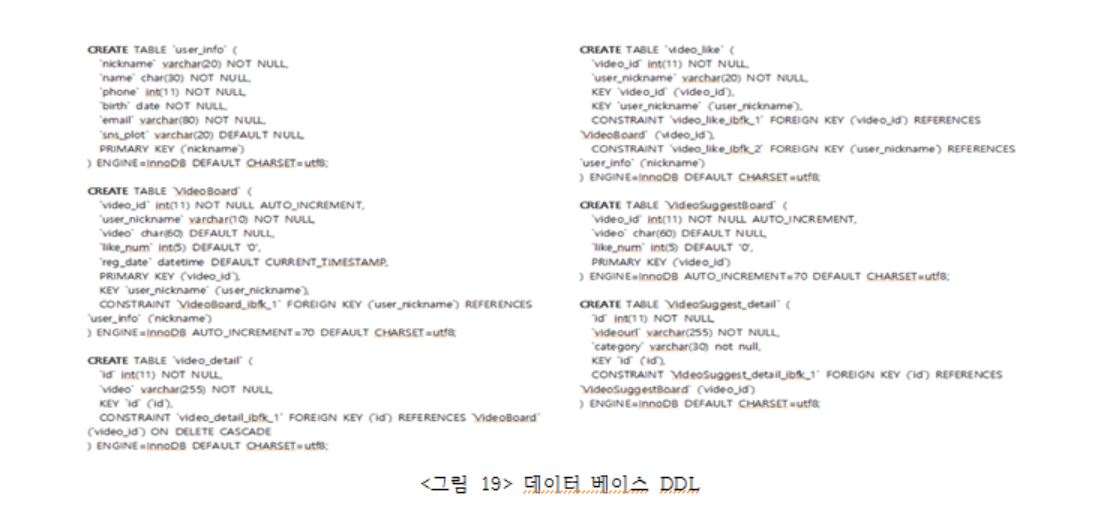 CREATE TABLE `user_info` (
`nickname` varchar(20) NOT NULL,
`name` char(30) NOT NULL,
`phone` int(11) NOT NULL,
`birth` date NOT NULL,
`email` varchar(80) NOT NULL,
`sns_plot` varchar(20) DEFAULT NULL,
PRIMARY KEY (`nickname`)
) ENGINE=InnoDB DEFAULT CHARSET=utf8;
CREATE TABLE `VideoBoard` (
`video_id` int(11) NOT NULL AUTO_INCREMENT,
`user_nickname` varchar(10) NOT NULL,
`video` char(60) DEFAULT NULL,
`like_num` int(5) DEFAULT '0',
`reg_date` datetime DEFAULT CURRENT_TIMESTAMP,
PRIMARY KEY (`video_id`),
KEY `user_nickname` (`user_nickname`),
CONSTRAINT `VideoBoard_ibfk_1` FOREIGN KEY (`user_nickname`) REFERENCES
`user_info` (`nickname`)
) ENGINE=InnoDB AUTO_INCREMENT=70 DEFAULT CHARSET=utf8;
CREATE TABLE `video_detail` (
`id` int(11) NOT NULL,
`video` varchar(255) NOT NULL,
KEY `id` (`id`),
CONSTRAINT `video_detail_ibfk_1` FOREIGN KEY (`id`) REFERENCES `VideoBoard`
(`video_id`) ON DELETE CASCADE
) ENGINE=InnoDB DEFAULT CHARSET=utf8;
CREATE TABLE `video_like` (
`video_id` int(11) NOT NULL,
`user_nickname` varchar(20) NOT NULL,
KEY `video_id` (`video_id`),
KEY `user_nickname` (`user_nickname`),
CONSTRAINT `video_like_ibfk_1` FOREIGN KEY (`video_id`) REFERENCES
`VideoBoard` (`video_id`),
CONSTRAINT `video_like_ibfk_2` FOREIGN KEY (`user_nickname`) REFERENCES
`user_info` (`nickname`)
) ENGINE=InnoDB DEFAULT CHARSET=utf8;
CREATE TABLE `VideoSuggestBoard` (
`video_id` int(11) NOT NULL AUTO_INCREMENT,
`video` char(60) DEFAULT NULL,
`like_num` int(5) DEFAULT '0',
PRIMARY KEY (`video_id`)
) ENGINE=InnoDB AUTO_INCREMENT=70 DEFAULT CHARSET=utf8;
CREATE TABLE `VideoSuggest_detail` (
`id` int(11) NOT NULL,
`videourl` varchar(255) NOT NULL,
`category` varchar(30) not null,
KEY `id` (`id`),
CONSTRAINT `VideoSuggest_detail_ibfk_1` FOREIGN KEY (`id`) REFERENCES
`VideoSuggestBoard` (`video_id`)
) ENGINE=InnoDB DEFAULT CHARSET=utf8;
<그림 19> 데이터 베이스 DDL